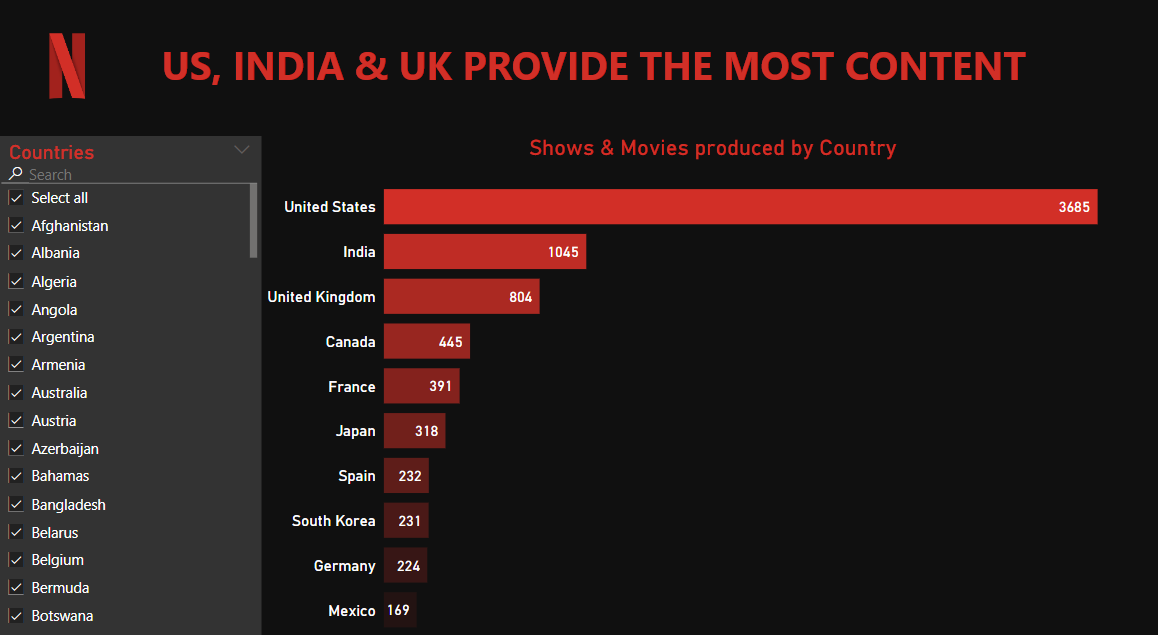 N
US, INDIA & UK PROVIDE THE MOST CONTENT
Countries
Search
Select all
Afghanistan
Albania
Algeria
Angola
Argentina
Armenia
Australia
Austria
Azerbaijan
Bahamas
Bangladesh
Belarus
Belgium
Bermuda
Botswana
Shows & Movies produced by Country
United States 3685
India 1045
United Kingdom 804
Canada 445
France 391
Japan 318
Spain 232
South Korea 231
Germany 224
Mexico 169